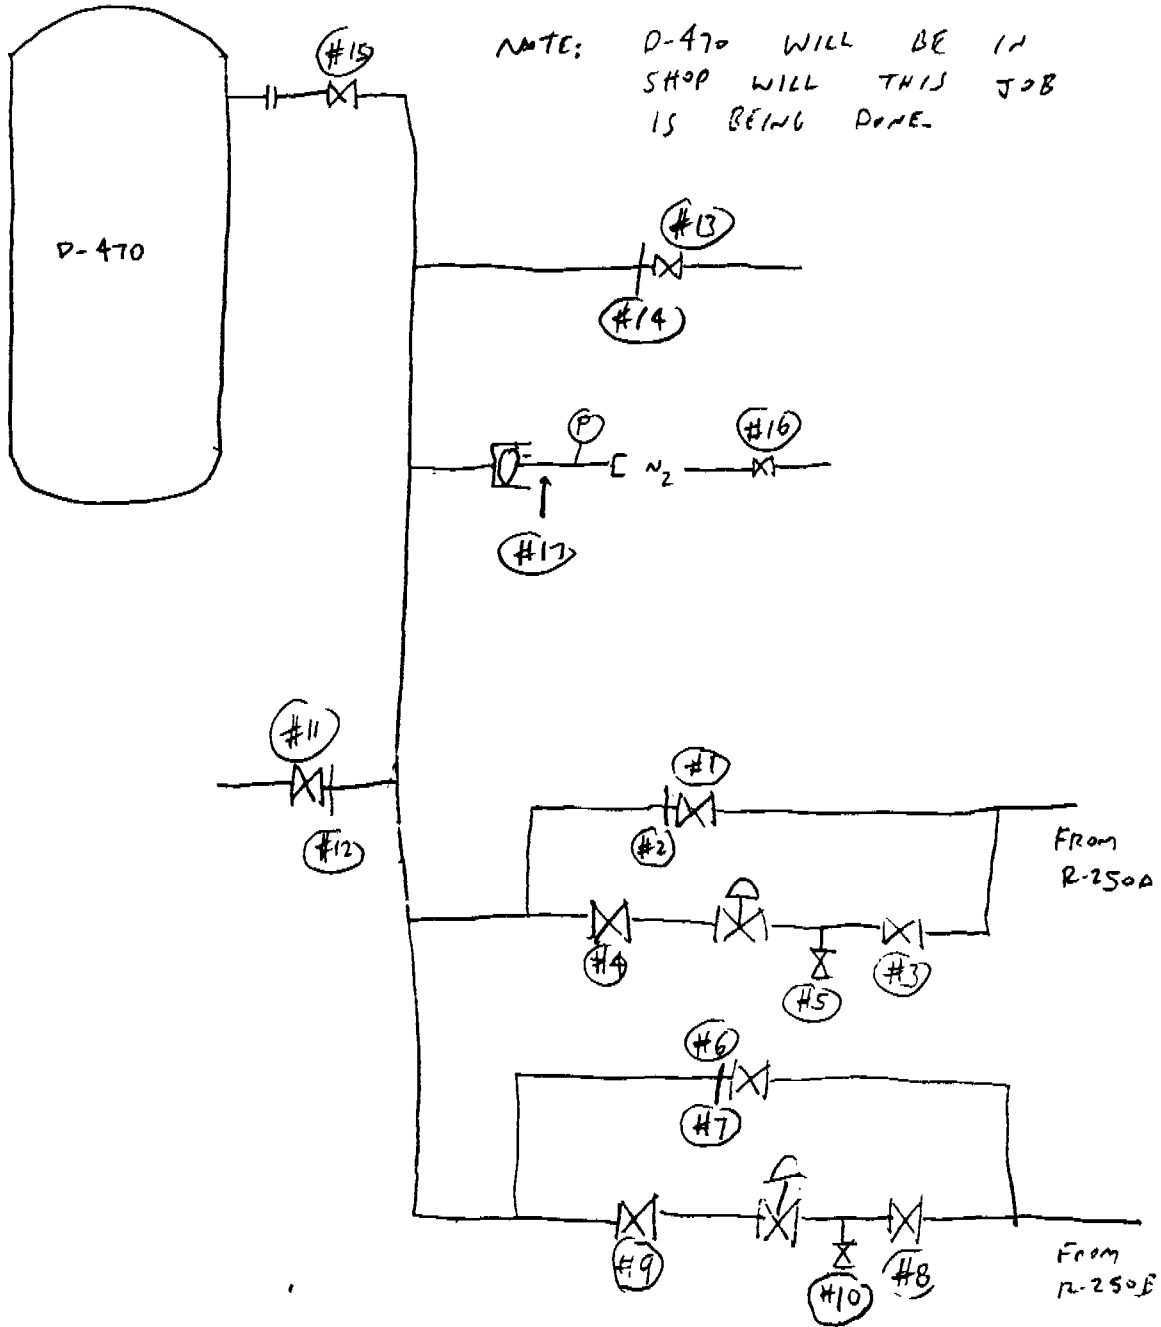 #15
NOTE: D-470 WILL BE IN
SHOP WILL THIS JOB
IS BEING DONE.
D-470
#13
#14
P
#16
N2
#17
#11
#12
#1
#2
FROM
R-250A
#4
#3
#5
#6
#7
#9
#8
#10
FROM
R-250E